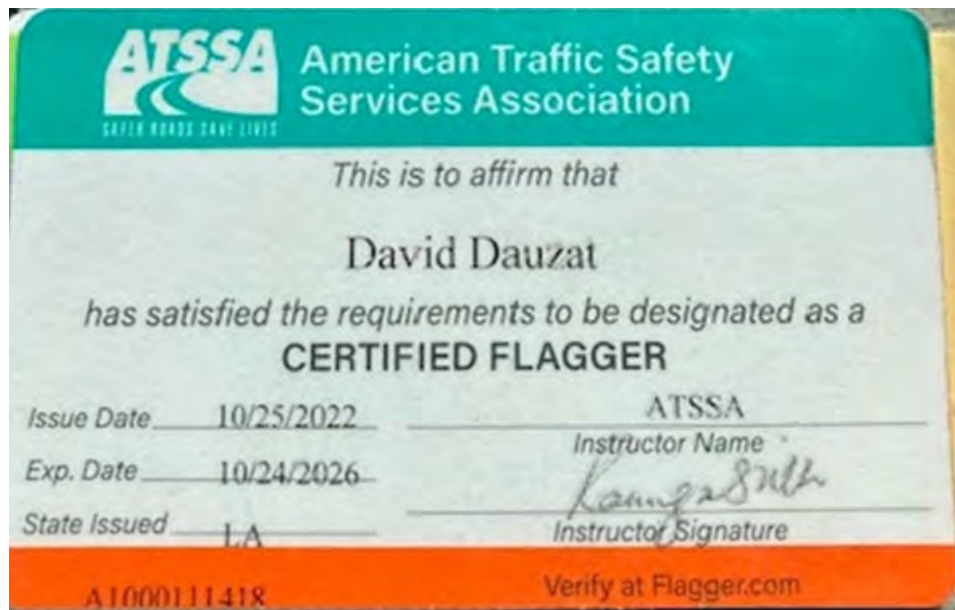 ATSSA
SAFER ROADS SAVE LIVES
American Traffic Safety
Services Association
This is to affirm that
David Dauzat
has satisfied the requirements to be designated as a
CERTIFIED FLAGGER
Issue Date 10/25/2022
ATSSA
Instructor Name
Exp. Date 10/24/2026
State Issued LA
Instructor Signature
A1000111418
Verify at Flagger.com